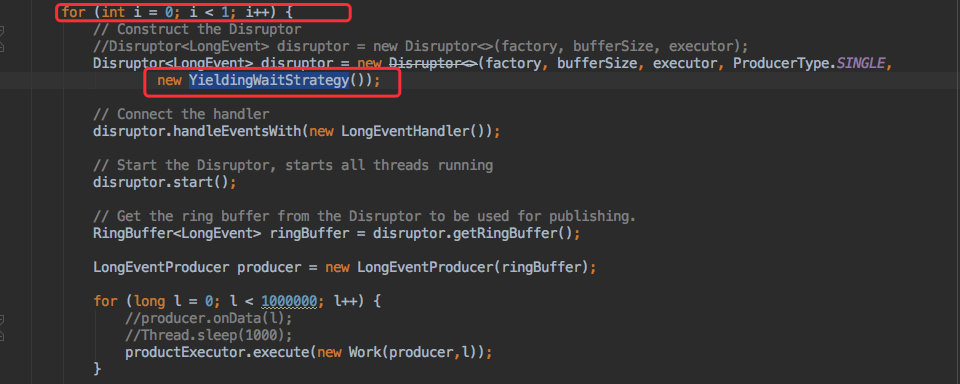 for (int i = 0; i < 1; i++) {
// Construct the Disruptor
//Disruptor<LongEvent> disruptor = new Disruptor<>(factory, bufferSize, executor);
Disruptor<LongEvent> disruptor = new Disruptor<>(factory, bufferSize, executor, ProducerType.SINGLE,
new YieldingWaitStrategy());
// Connect the handler
disruptor.handleEventsWith(new LongEventHandler());
// Start the Disruptor, starts all threads running
disruptor.start();
// Get the ring buffer from the Disruptor to be used for publishing.
RingBuffer<LongEvent> ringBuffer = disruptor.getRingBuffer();
LongEventProducer producer = new LongEventProducer(ringBuffer);
for (long l = 0; l < 1000000; l++) {
//producer.onData(l);
//Thread.sleep(1000);
productExecutor.execute(new Work(producer,l));
}